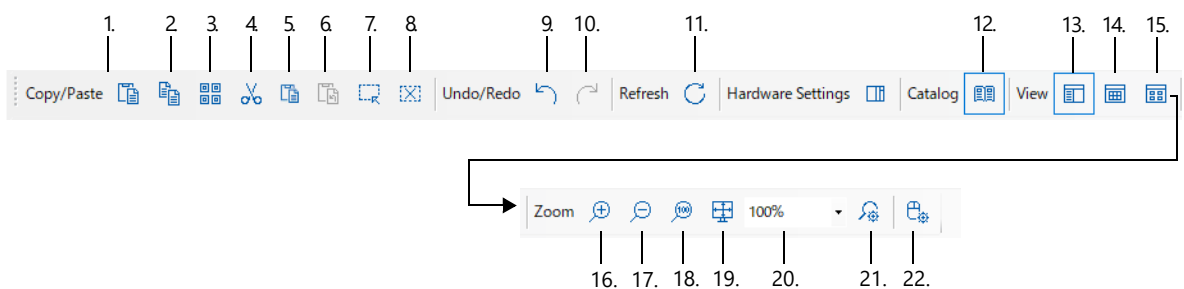 1. 2. 3. 4. 5. 6. 7. 8. 9. 10. 11. 12. 13. 14. 15.
Copy/Paste Undo/Redo Refresh Hardware Settings Catalog View
Zoom 100 100%
16. 17. 18. 19. 20. 21. 22.